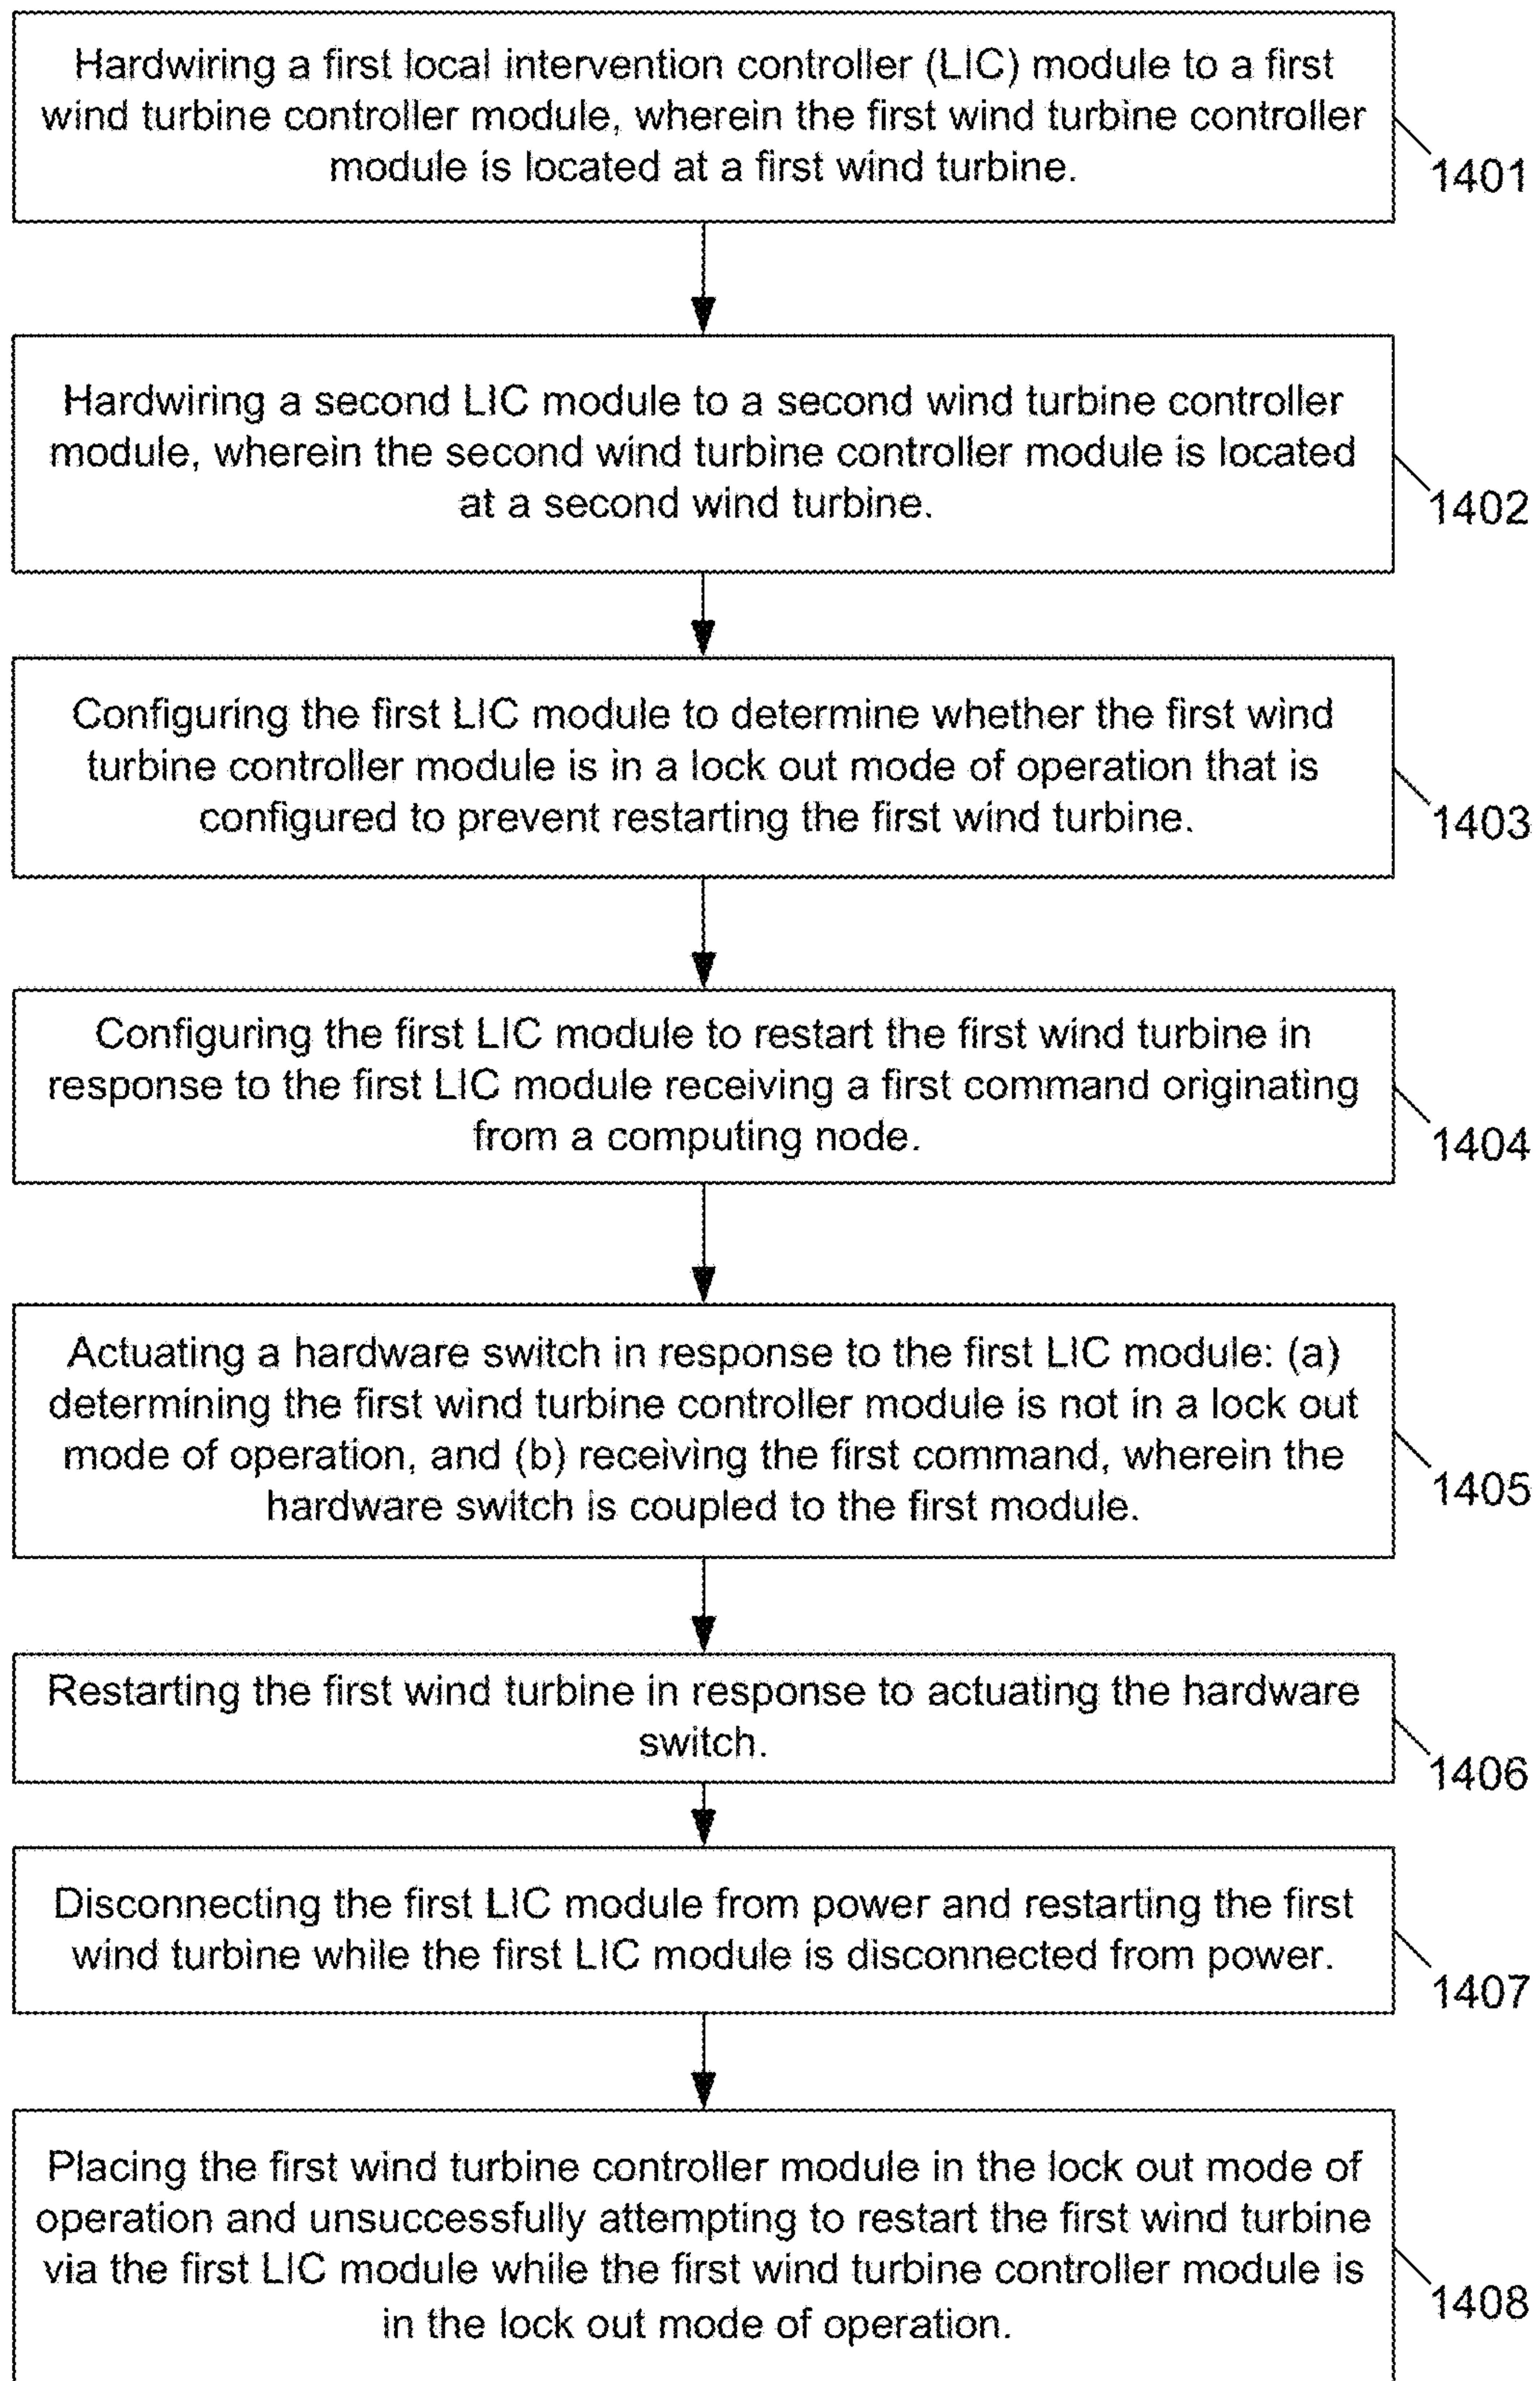 Hardwiring a first local intervention controller (LIC) module to a first
wind turbine controller module, wherein the first wind turbine controller
module is located at a first wind turbine.
1401
Hardwiring a second LIC module to a second wind turbine controller
module, wherein the second wind turbine controller module is located
at a second wind turbine.
1402
Configuring the first LIC module to determine whether the first wind
turbine controller module is in a lock out mode of operation that is
configured to prevent restarting the first wind turbine.
1403
Configuring the first LIC module to restart the first wind turbine in
response to the first LIC module receiving a first command originating
from a computing node.
1404
Actuating a hardware switch in response to the first LIC module: (a)
determining the first wind turbine controller module is not in a lock out
mode of operation, and (b) receiving the first command, wherein the
hardware switch is coupled to the first module.
1405
Restarting the first wind turbine in response to actuating the hardware
switch.
1406
Disconnecting the first LIC module from power and restarting the first
wind turbine while the first LIC module is disconnected from power.
1407
Placing the first wind turbine controller module in the lock out mode of
operation and unsuccessfully attempting to restart the first wind turbine
via the first LIC module while the first wind turbine controller module is
in the lock out mode of operation.
1408